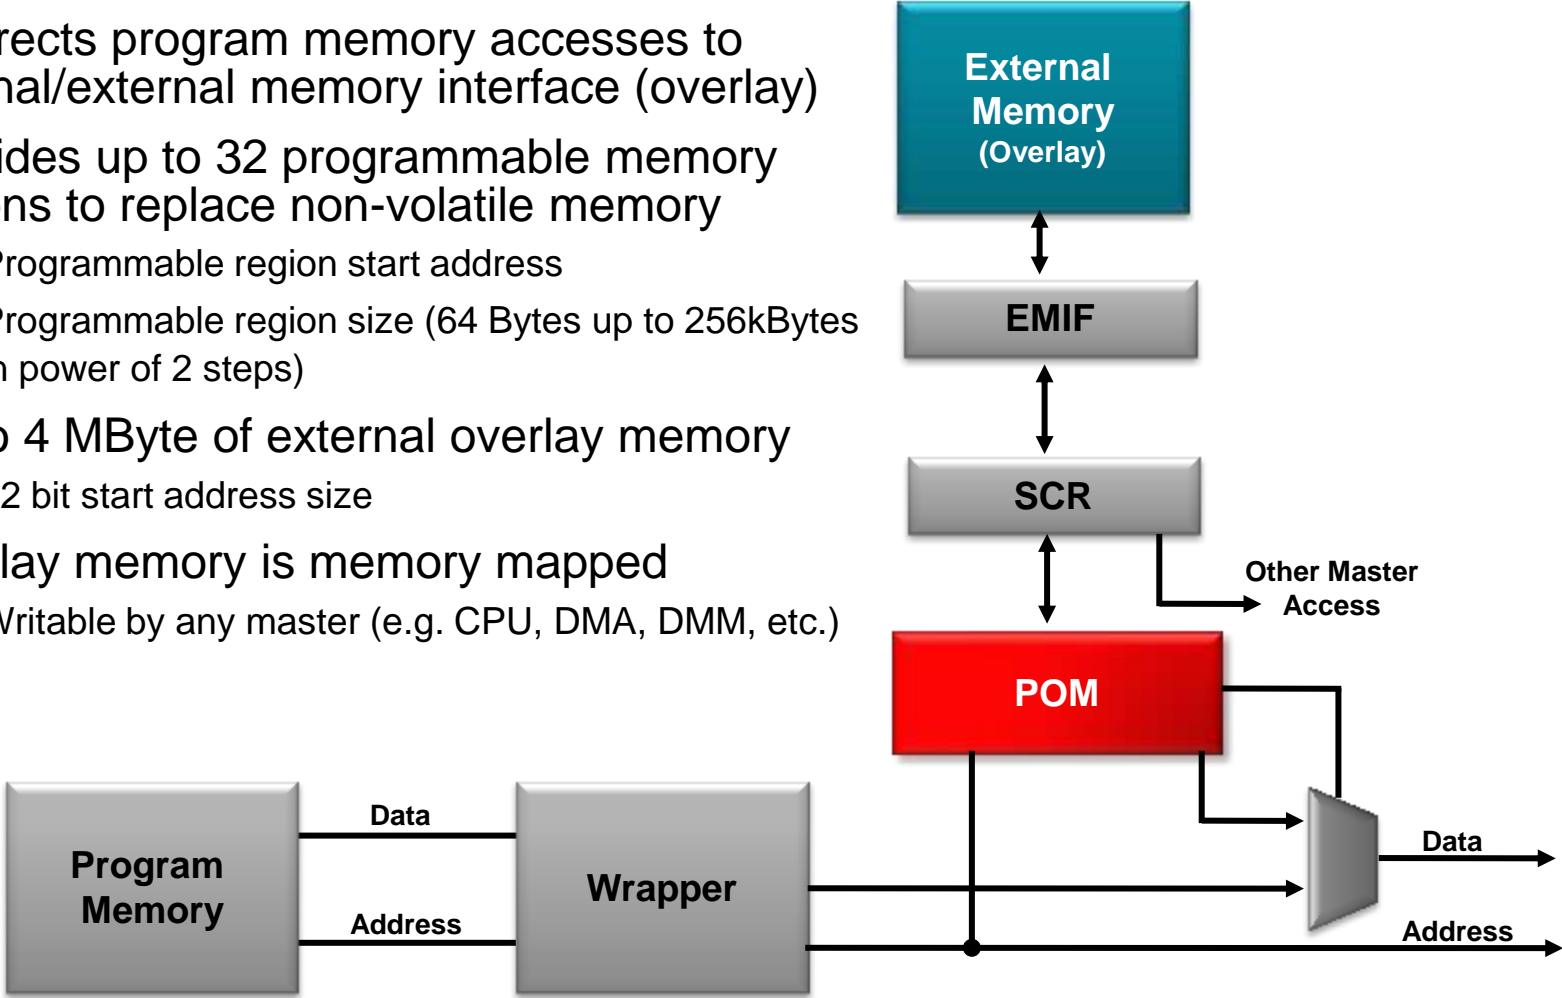 rects program memory accesses to
nal/external memory interface (overlay)
ides up to 32 programmable memory
ons to replace non-volatile memory
Programmable region start address
Programmable region size (64 Bytes up to 256kBytes
n power of 2 steps)
o 4 MByte of external overlay memory
2 bit start address size
lay memory is memory mapped
Writable by any master (e.g. CPU, DMA, DMM, etc.)
External
Memory
(Overlay)
EMIF
SCR
Other Master
Access
POM
Program
Memory
Data
Address
Wrapper
Data
Address